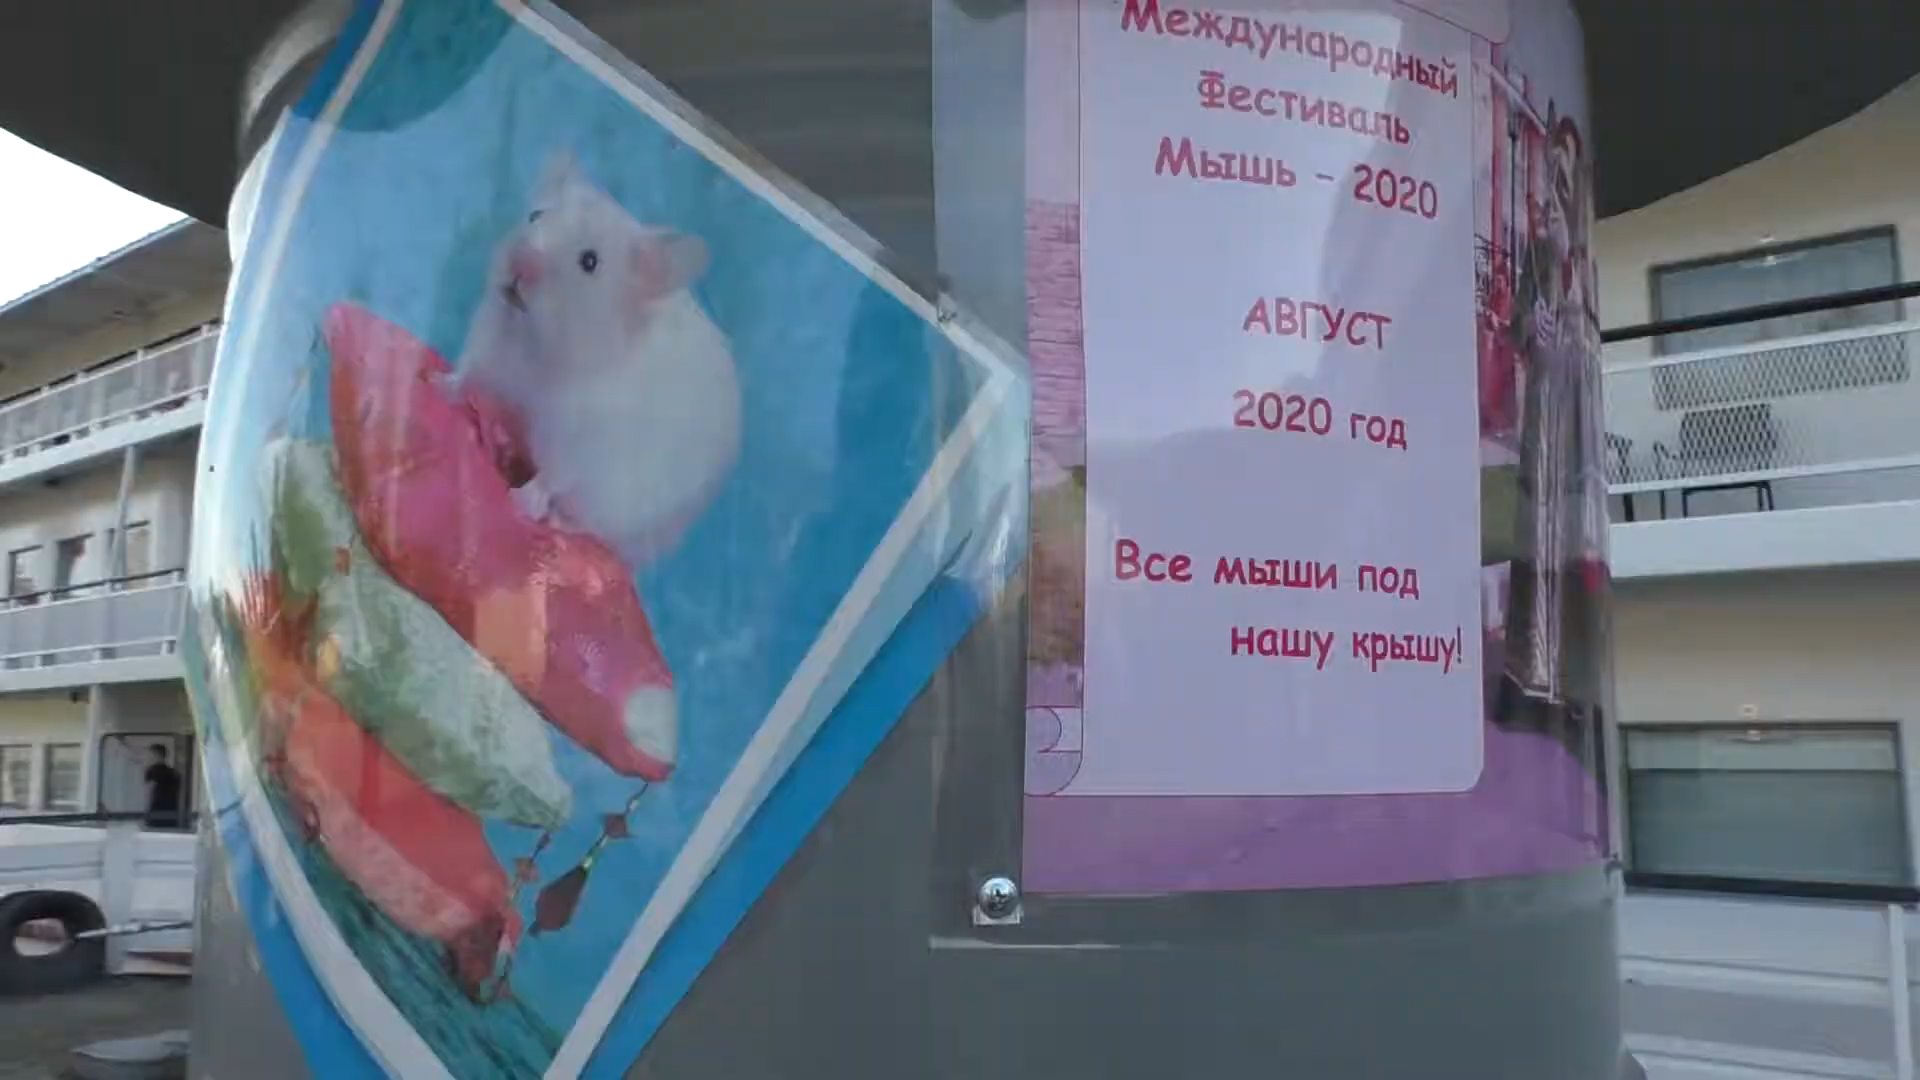 Международный
Фестиваль
Мышь - 2020
АВГУСТ
2020 год
Все мыши под
нашу крышу!